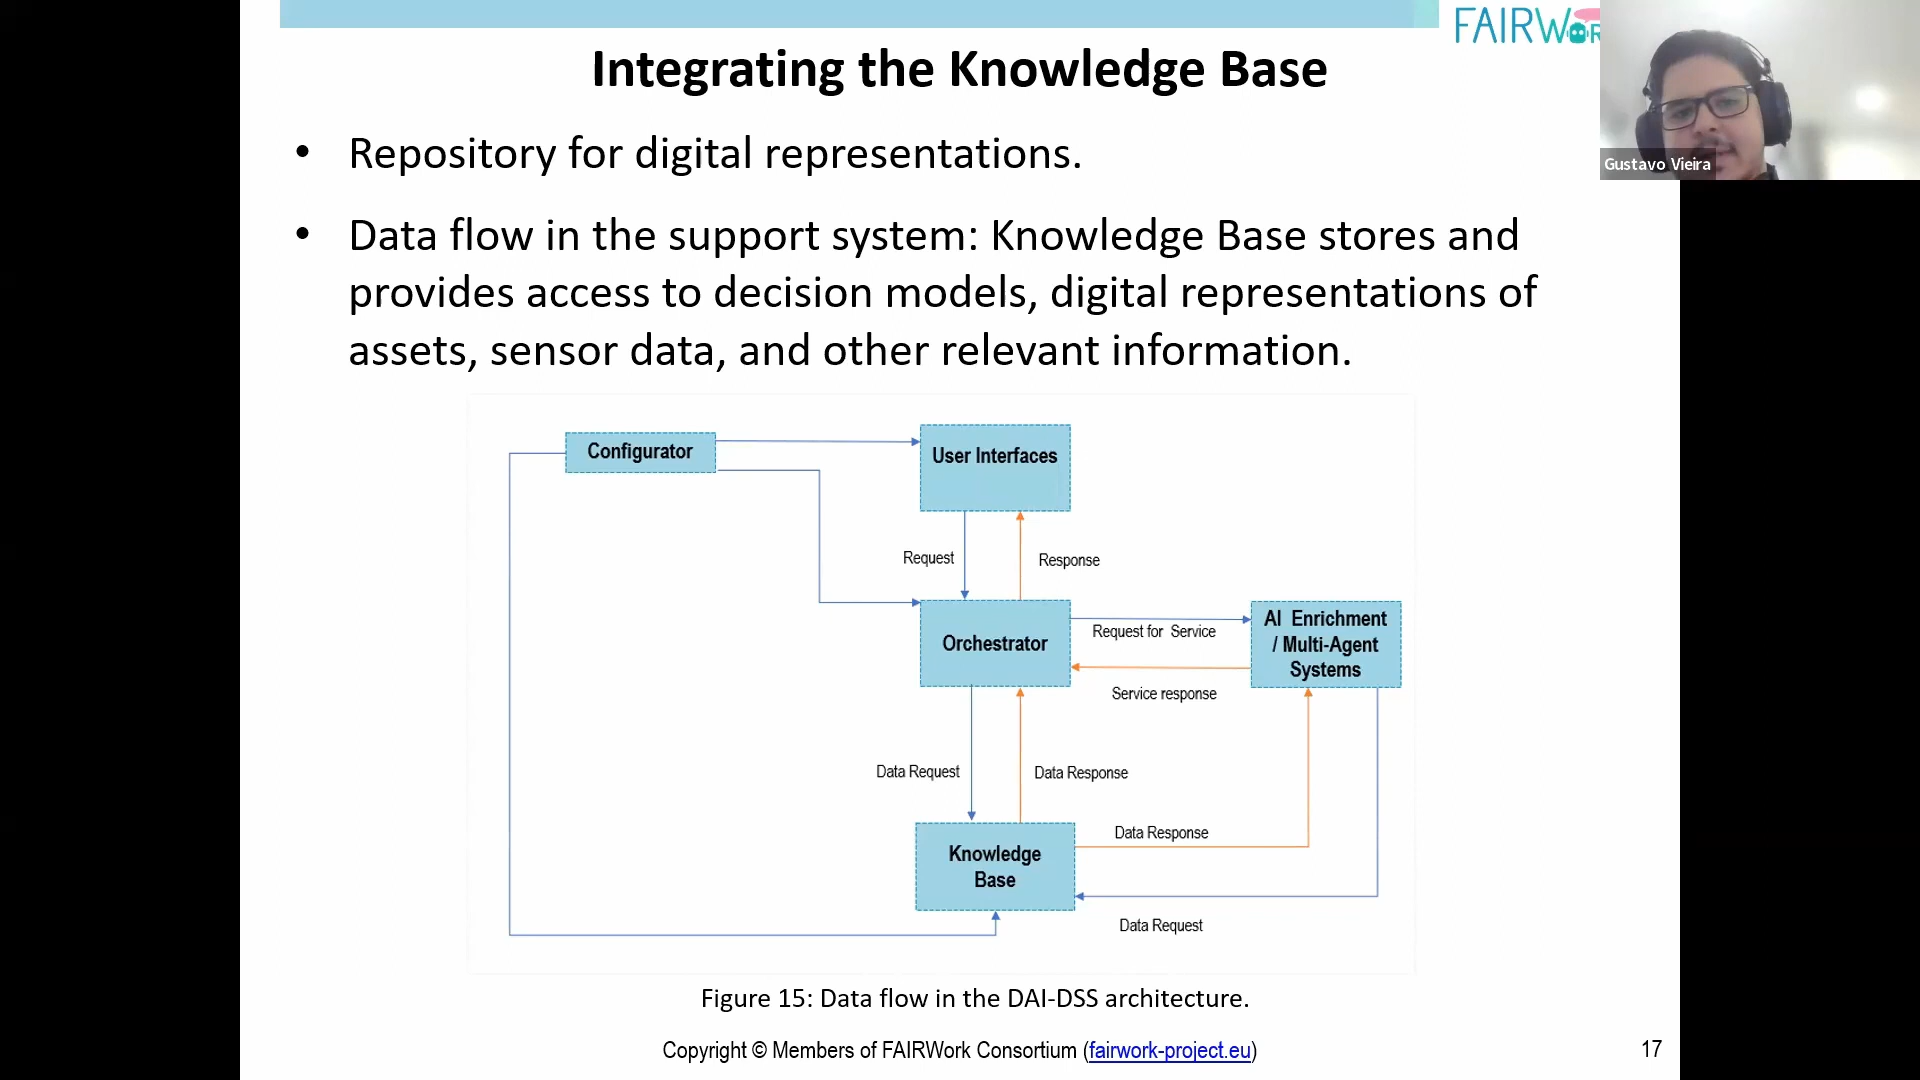 FAIRWor
Integrating the Knowledge Base
Gustavo Vieira
• Repository for digital representations.
• Data flow in the support system: Knowledge Base stores and
provides access to decision models, digital representations of
assets, sensor data, and other relevant information.
Configurator
User Interfaces
Request
Response
Orchestrator
Request for Service
Service response
AI Enrichment
/ Multi-Agent
Systems
Data Request
Data Response
Knowledge
Base
Data Response
Data Request
Figure 15: Data flow in the DAI-DSS architecture.
Copyright © Members of FAIRWork Consortium (fairwork-project.eu)
17